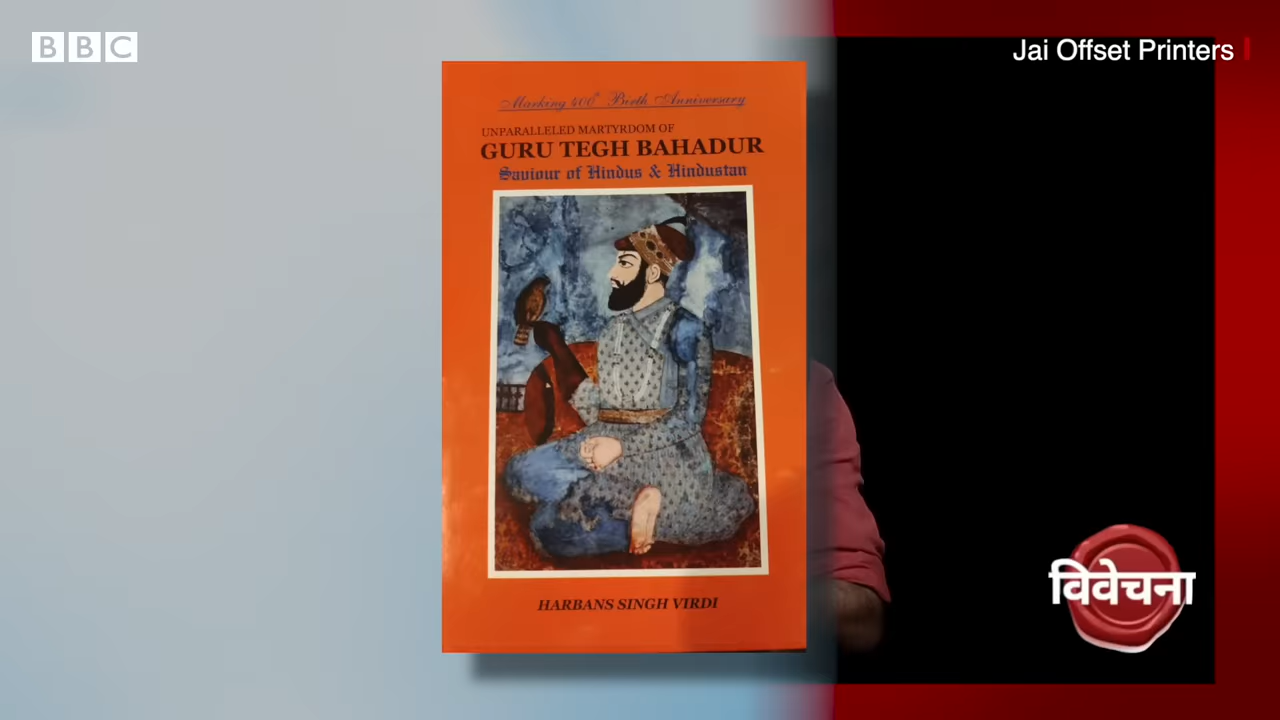 BBC
Jai Offset Printers
Marking 400th Birth Anniversary
UNPARALLELED MARTYRDOM OF
GURU TEGH BAHADUR
Saviour of Hindus & Hindustan
HARBANS SINGH VIRDI
विवेचना